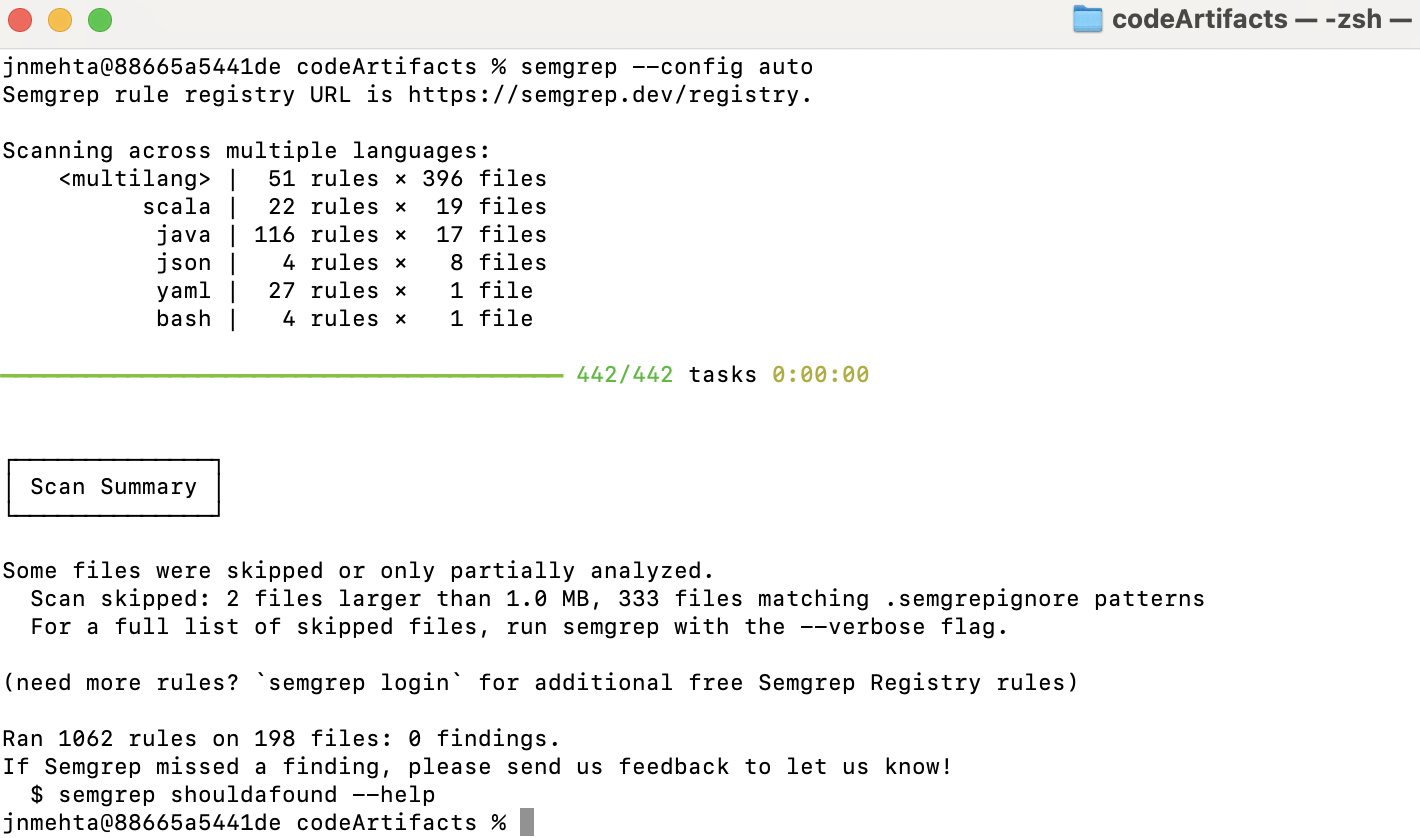 codeArtifacts — -zsh —
jnmehta@88665a5441de codeArtifacts % semgrep --config auto
Semgrep rule registry URL is https://semgrep.dev/registry.
Scanning across multiple languages:
<multilang> | 51 rules × 396 files
scala | 22 rules × 19 files
java | 116 rules × 17 files
json | 4 rules × 8 files
yaml | 27 rules × 1 file
bash | 4 rules × 1 file
442/442 tasks 0:00:00
Scan Summary
Some files were skipped or only partially analyzed.
Scan skipped: 2 files larger than 1.0 MB, 333 files matching .semgrepignore patterns
For a full list of skipped files, run semgrep with the --verbose flag.
(need more rules? `semgrep login` for additional free Semgrep Registry rules)
Ran 1062 rules on 198 files: 0 findings.
If Semgrep missed a finding, please send us feedback to let us know!
$ semgrep shouldafound --help
jnmehta@88665a5441de codeArtifacts %